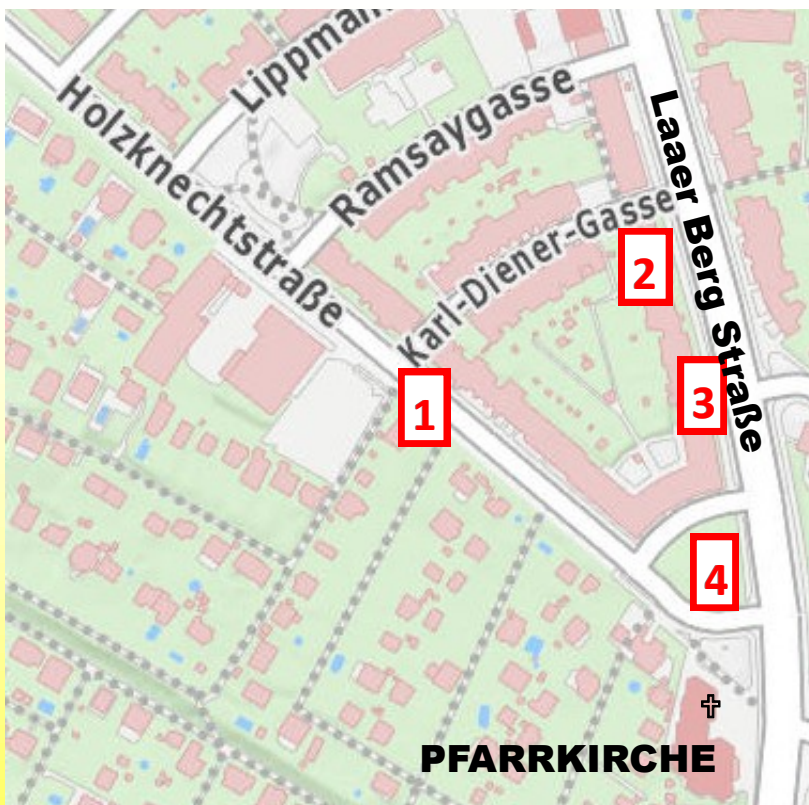 Lippman
Holzknechtstraße
Ramsaygasse
Laaer Berg Straße
Karl-Diener-Gasse
2
3
1
4
PFARRKIRCHE